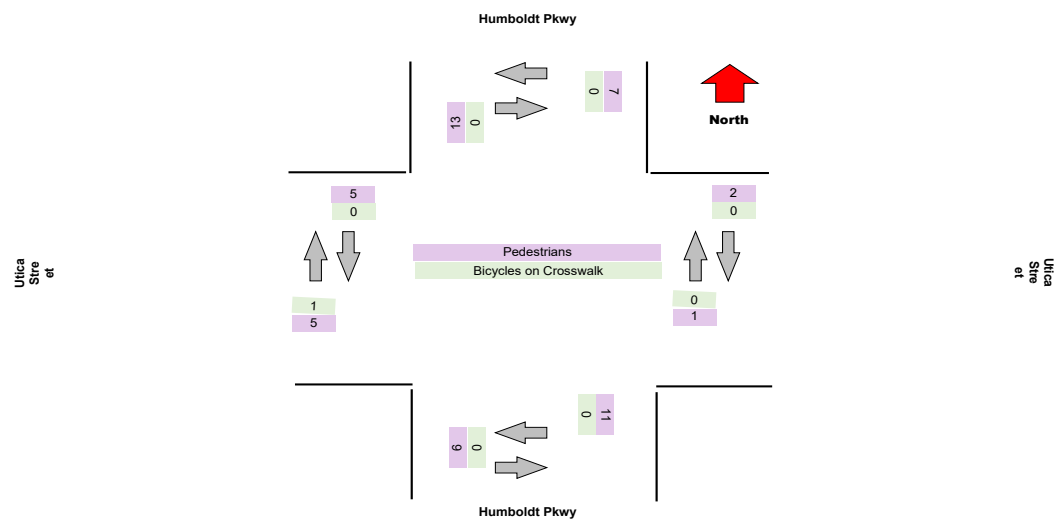 Humboldt Pkwy
7
0
13
0
North
5
0
2
0
Pedestrians
Bicycles on Crosswalk
Utica
Stre
et
Utica
Stre
et
1
5
0
1
11
0
6
0
Humboldt Pkwy